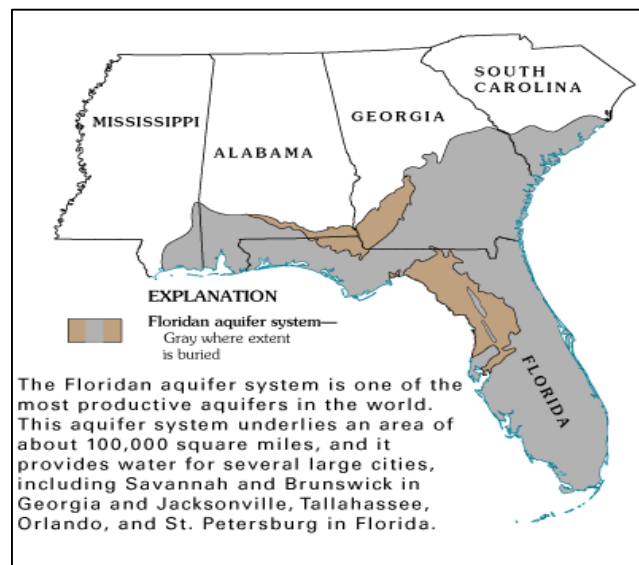 SOUTH
CAROLINA
GEORGIA
MISSISSIPPI
ALABAMA
FLORIDA
EXPLANATION
Floridan aquifer system—
Gray where extent
is buried
The Floridan aquifer system is one of the
most productive aquifers in the world.
This aquifer system underlies an area of
about 100,000 square miles, and it
provides water for several large cities,
including Savannah and Brunswick in
Georgia and Jacksonville, Tallahassee,
Orlando, and St. Petersburg in Florida.